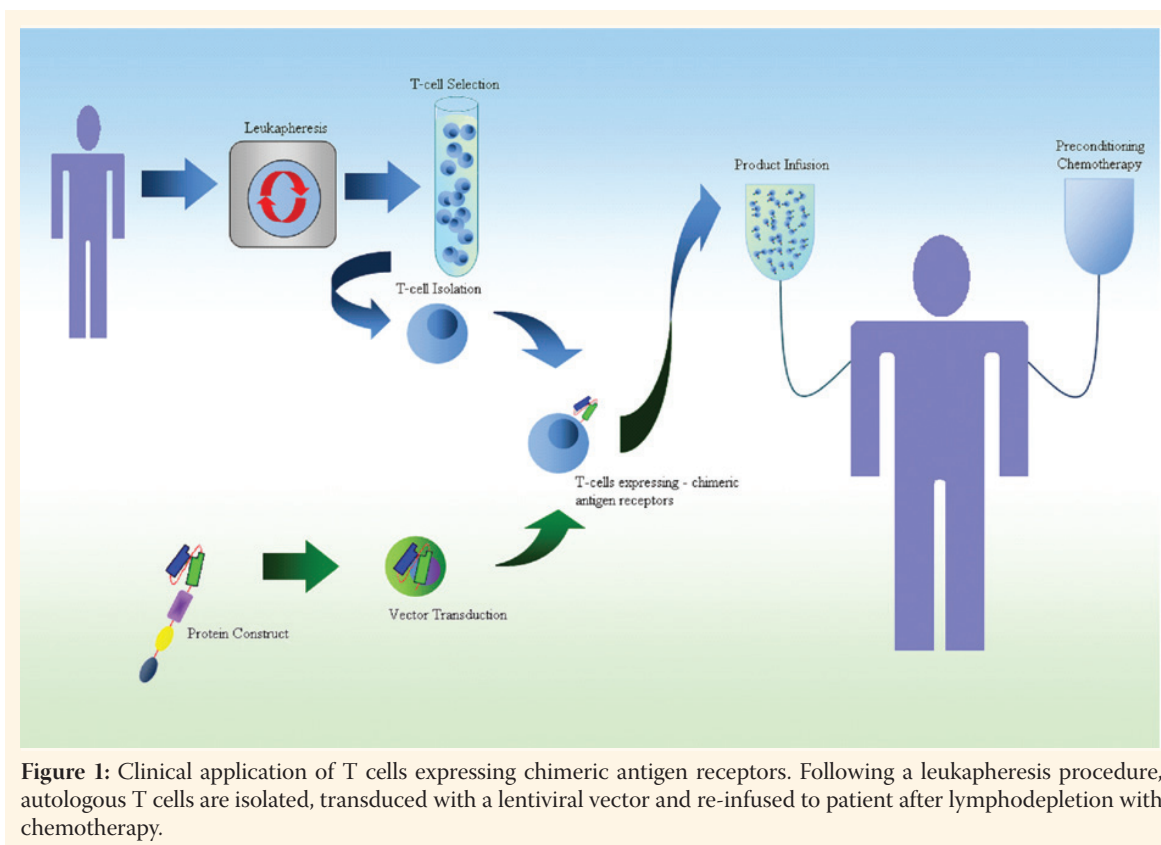 T-cell Selection
Leukapheresis
Preconditioning
Chemotherapy
Product Infusion
T-cell Isolation
T-cells expressing - chimeric
antigen receptors
Vector Transduction
Protein Construct
Figure 1: Clinical application of T cells expressing chimeric antigen receptors. Following a leukapheresis procedure,
autologous T cells are isolated, transduced with a lentiviral vector and re-infused to patient after lymphodepletion with
chemotherapy.